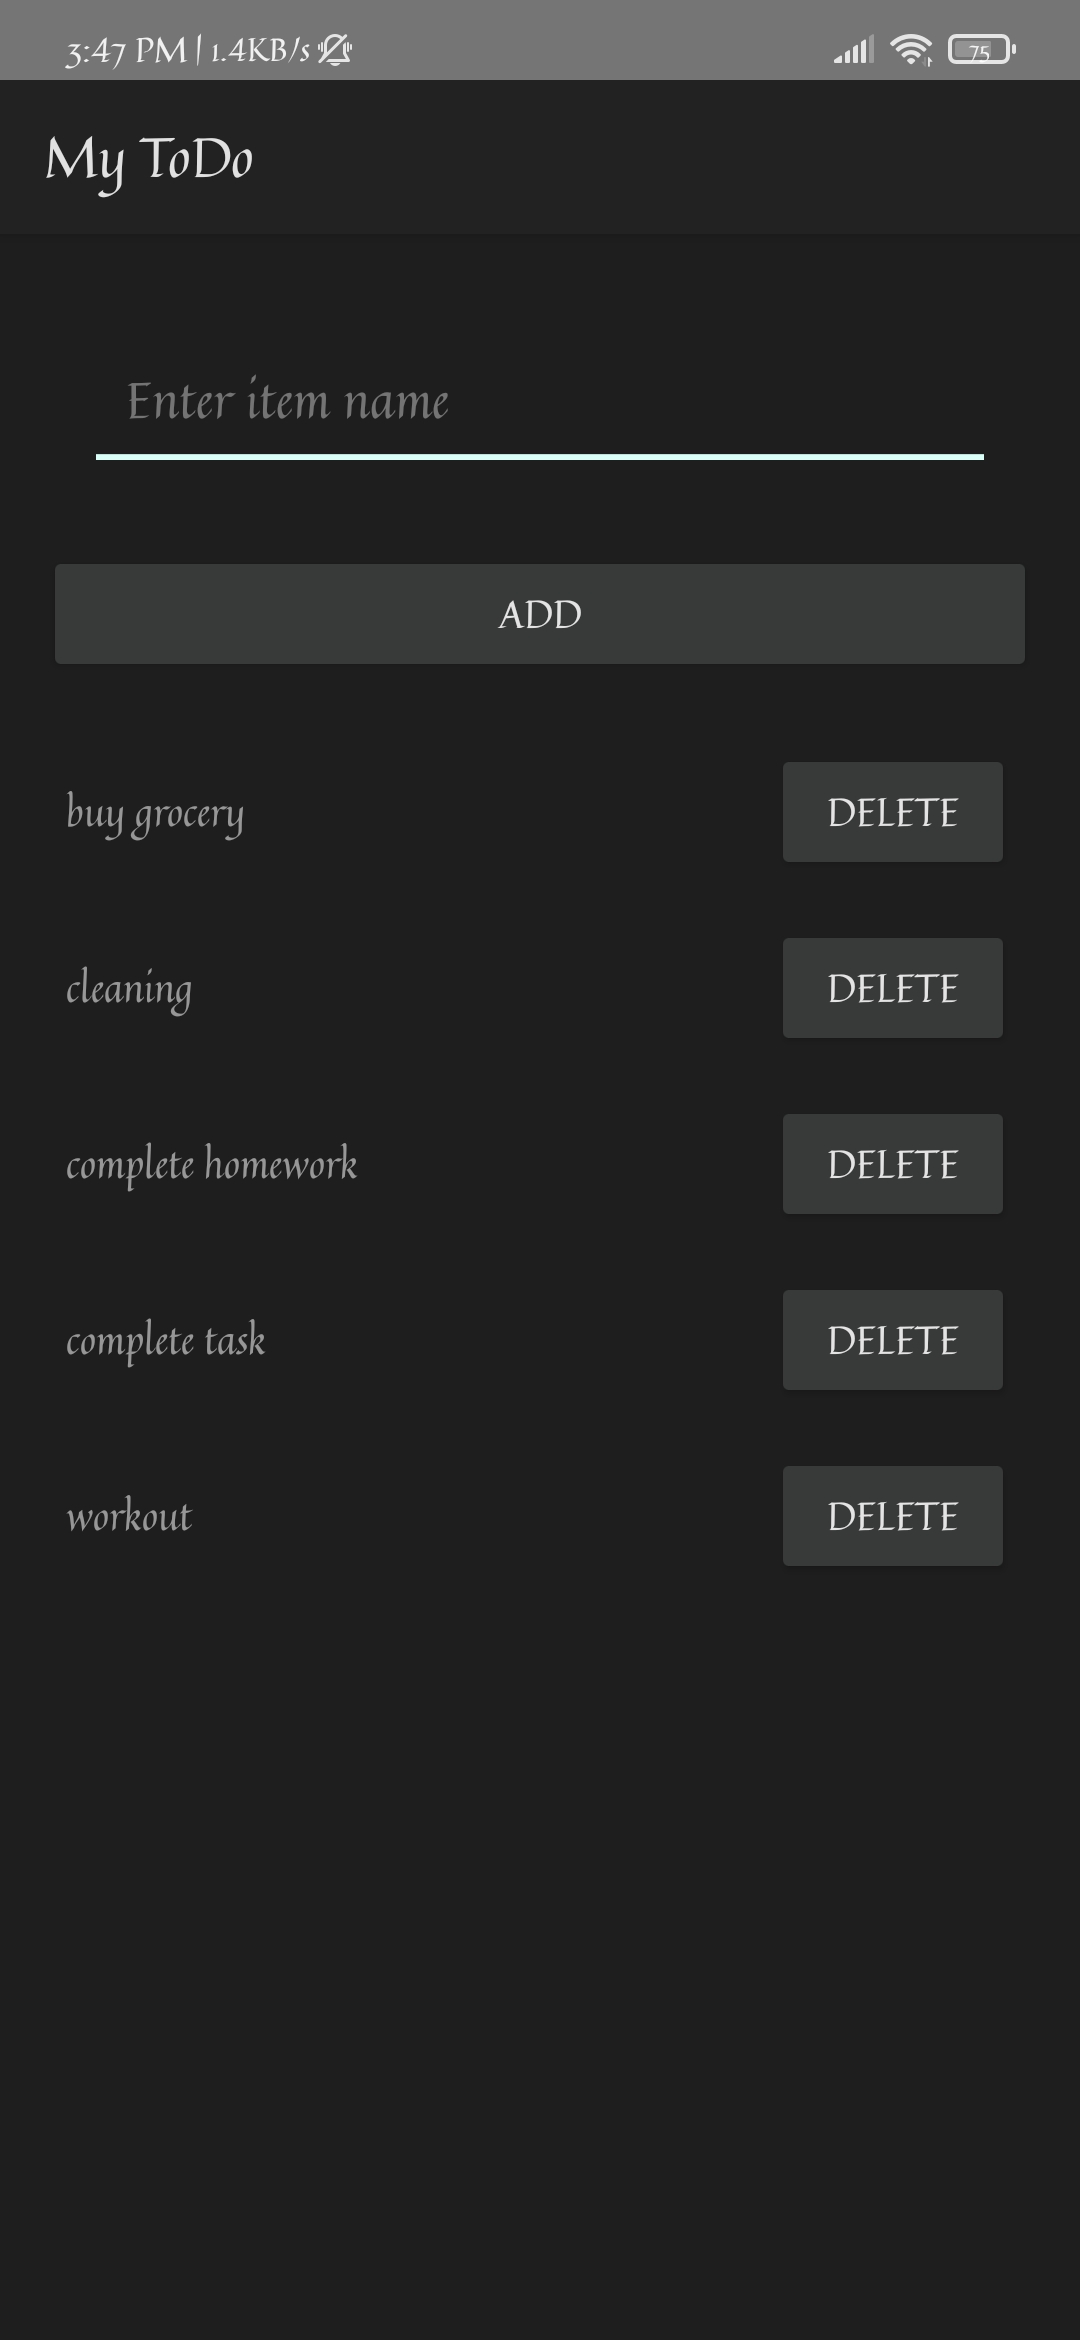 3:47 PM | 1.4KB/s 75
My ToDo
Enter item name
ADD
buy grocery DELETE
cleaning DELETE
complete homework DELETE
complete task DELETE
workout DELETE